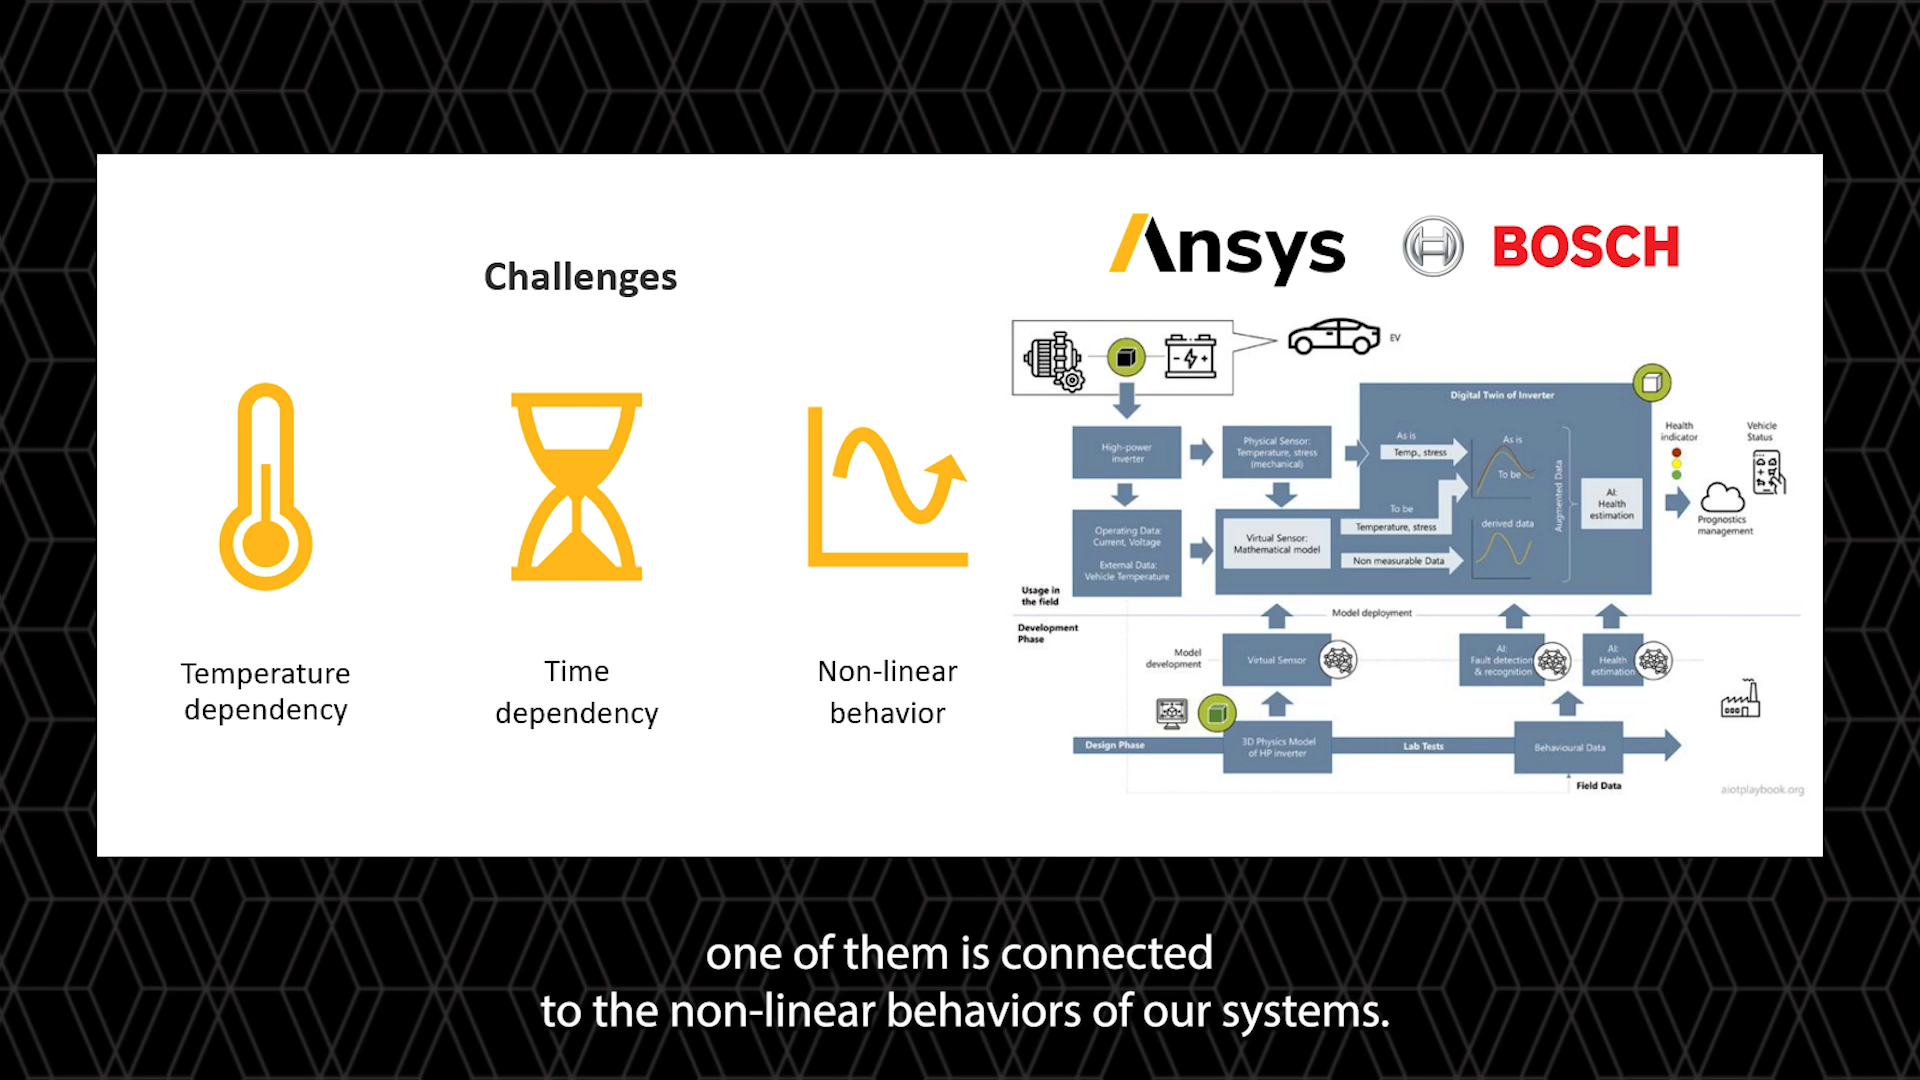 Challenges
Temperature
dependency
Time
dependency
Non-linear
behavior
Ansys
BOSCH
EV
Digital Twin of Inverter
High-power
inverter
Physical Sensor:
Temperature, stress
(mechanical)
As is
Temp., stress
As is
To be
Augmented Data
AI:
Health
estimation
Health
indicator
Vehicle
Status
Prognostics
management
Operating Data:
Current, Voltage
External Data:
Vehicle Temperature
Virtual Sensor:
Mathematical model
To be
Temperature, stress
Non measurable Data
derived data
Usage in
the field
Model deployment
Development
Phase
Model
development
Virtual Sensor
AI:
Fault detection
& recognition
AI:
Health
estimation
Design Phase
3D Physics Model
of HP inverter
Lab Tests
Behavioural Data
Field Data
aiotplaybook.org
one of them is connected
to the non-linear behaviors of our systems.